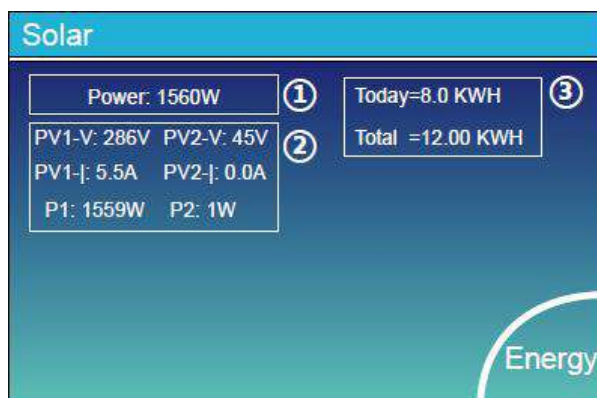 Solar
Power: 1560W ①
PV1-V: 286V PV2-V: 45V ②
PV1-|: 5.5A PV2-|: 0.0A
P1: 1559W P2: 1W
Today=8.0 KWH ③
Total =12.00 KWH
Energy